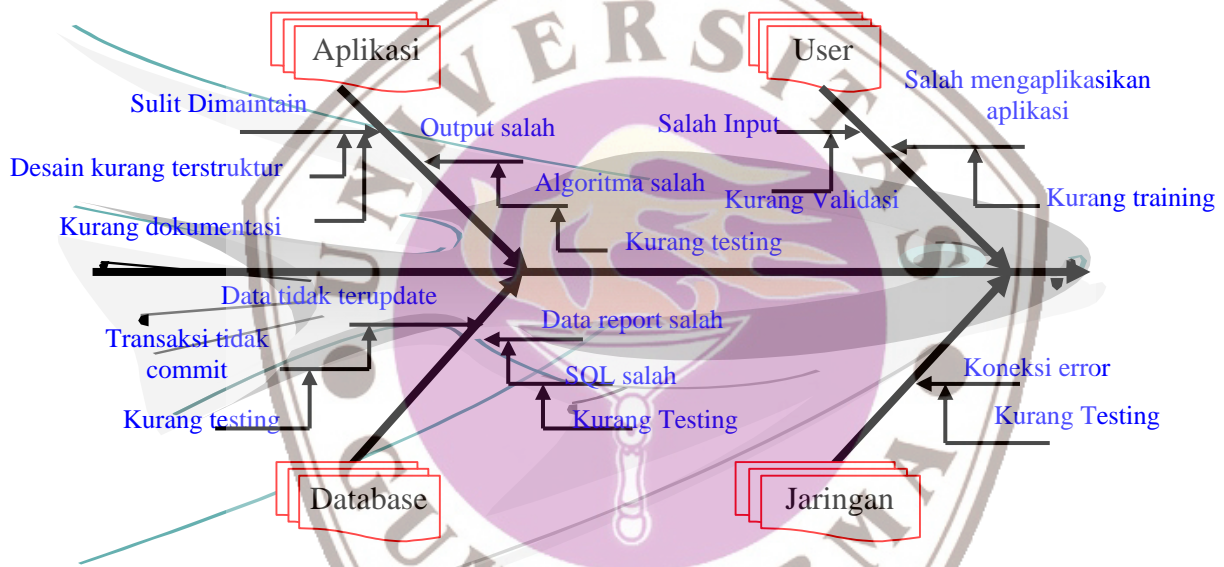 Aplikasi
User
Sulit Dimaintain
Output salah
Salah Input
Salah mengaplikasikan
aplikasi
Desain kurang terstruktur
Algoritma salah
Kurang Validasi
Kurang training
Kurang dokumentasi
Kurang testing
Data tidak terupdate
Data report salah
Transaksi tidak
commit
SQL salah
Koneksi error
Kurang testing
Kurang Testing
Kurang Testing
Database
Jaringan
UNIVERSITAS